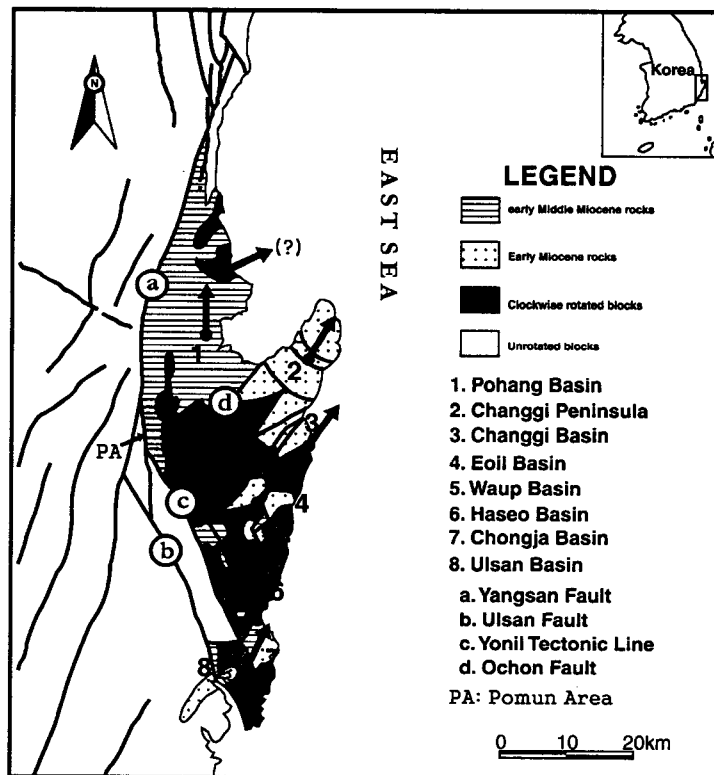 N
Korea
EAST SEA
LEGEND
early Middle Miocene rocks
Early Miocene rocks
Clockwise rotated blocks
Unrotated blocks
1. Pohang Basin
2. Changgi Peninsula
3. Changgi Basin
4. Eoil Basin
5. Waup Basin
6. Haseo Basin
7. Chongja Basin
8. Ulsan Basin
a. Yangsan Fault
b. Ulsan Fault
c. Yonil Tectonic Line
d. Ochon Fault
PA: Pomun Area
0 10 20km
(?)
a
1
2
d
3
PA
c
4
b
8